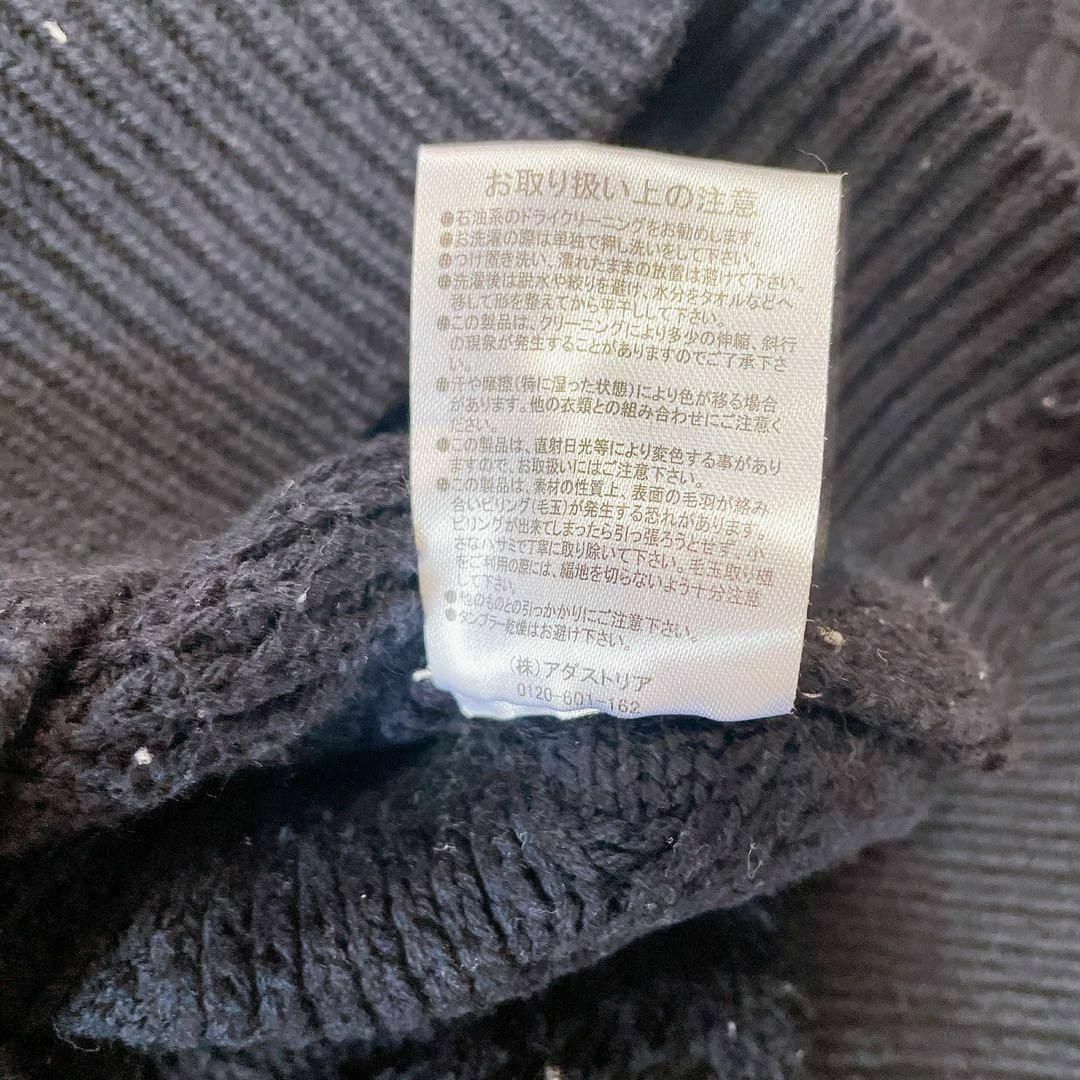 お取り扱い上の注意
●石油系のドライクリーニングをお勧めします。
●お洗濯の際は単独で押し洗いをして下さい。
●つけ置き洗い、濡れたままの放置は避けて下さい。
●洗濯後は脱水や絞りを避け、水分をタオルなどへ
移して形を整えてから平干しして下さい。
●この製品は、クリーニングにより多少の伸縮、斜行
の現象が発生することがありますのでご了承下さ
い。
●汗や摩擦(特に湿った状態)により色が移る場合
があります。他の衣類との組み合わせにご注意く
ださい。
●この製品は、直射日光等により変色する事があり
ますので、お取扱いにはご注意下さい。
●この製品は、素材の性質上、表面の毛羽が絡み
合いピリング(毛玉)が発生する恐れがあります。
ピリングが出来てしまったら引っ張ろうとせず、小
さなハサミで丁寧に取り除いて下さい。毛玉取り機
をご利用の際には、編地を切らないよう十分注意
して下さい。
●他のものとの引っかかりにご注意下さい。
●タンブラー乾燥はお避け下さい。
(株)アダストリア
0120-601-162